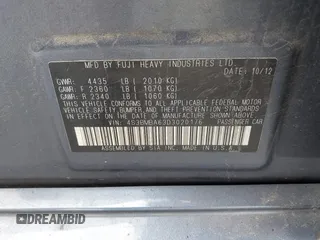 MFD BY FUJI HEAVY INDUSTRIES LTD.
DATE: 10/12
GVWR: 4435 LB (2010 KG)
GAWR: F 2360 LB (1070 KG)
GAWR: R 2340 LB (1060 KG)
THIS VEHICLE CONFORMS TO ALL APPLICABLE FEDERAL MOTOR
VEHICLE SAFETY, BUMPER, AND THEFT PREVENTION
STANDARDS IN EFFECT ON THE DATE OF MANUFACTURE
SHOWN ABOVE.
VIN: PASSENGER CAR
ASSEMBLED BY S·I·A INC. MADE IN U.S.A.
DREAMBID